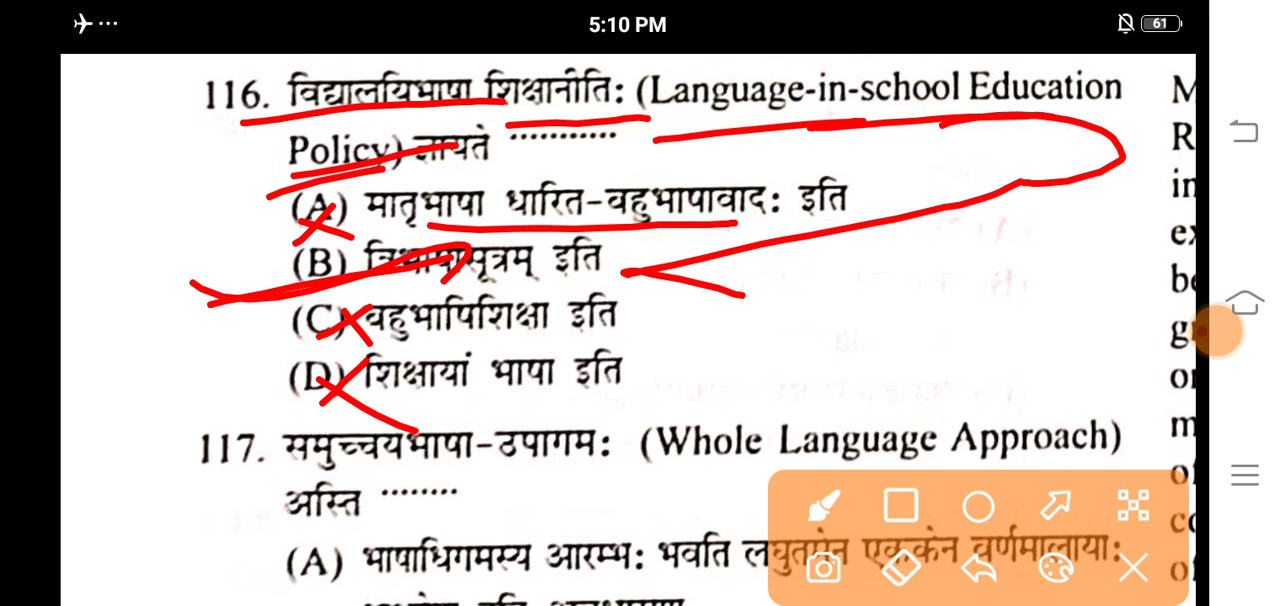 5:10 PM
61
116. विद्यालयिभाषा शिक्षानीतिः (Language-in-school Education
Policy) ज्ञायते ............
(A) मातृभाषा धारित-बहुभाषावादः इति
(B) त्रिभाषासूत्रम् इति
(C) बहुभाषिशिक्षा इति
(D) शिक्षायां भाषा इति
117. समुच्चयभाषा-उपागमः (Whole Language Approach)
अस्ति ........
(A) भाषाधिगमस्य आरम्भः भवति लघुतमेन एककेन वर्णमालायाः
M
R
in
be